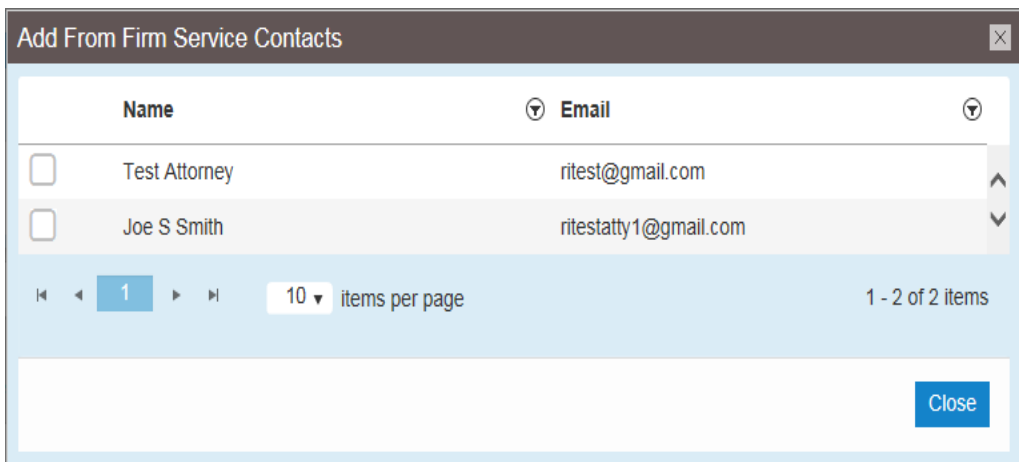 Add From Firm Service Contacts
Name Email
Test Attorney ritest@gmail.com
Joe S Smith ritestatty1@gmail.com
1 10 items per page 1 - 2 of 2 items
Close